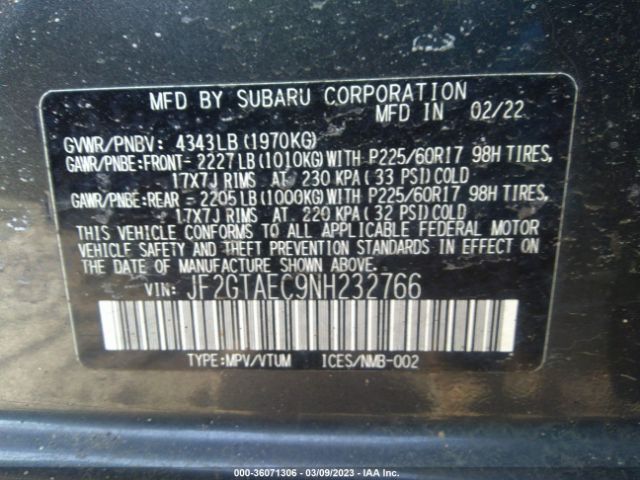 MFD BY SUBARU CORPORATION
MFD IN 02/22
GVWR/PNBV: 4343LB(1970KG)
GAWR/PNBE:FRONT- 2227LB(1010KG)WITH P225/60R17 98H TIRES,
17X7J RIMS AT 230 KPA (33 PSI)COLD
GAWR/PNBE:REAR - 2205LB(1000KG)WITH P225/60R17 98H TIRES,
17X7J RIMS AT 220 KPA (32 PSI)COLD
THIS VEHICLE CONFORMS TO ALL APPLICABLE FEDERAL MOTOR
VEHICLE SAFETY AND THEFT PREVENTION STANDARDS IN EFFECT ON
THE DATE OF MANUFACTURE SHOWN ABOVE.
VIN: JF2GTAEC9NH232766
TYPE:MPV/VTUM ICES/NMB-002
000-36071306 - 03/09/2023 - IAA Inc.